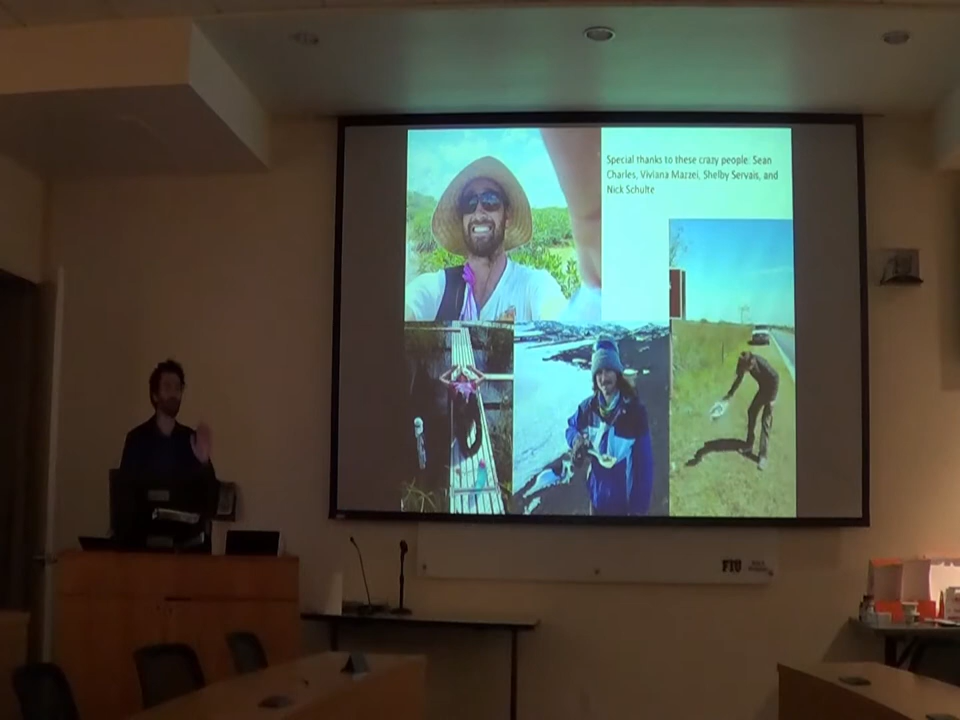 Special thanks to these crazy people: Sean
Charles, Viviana Mazzei, Shelby Servais, and
Nick Schulte
FIU